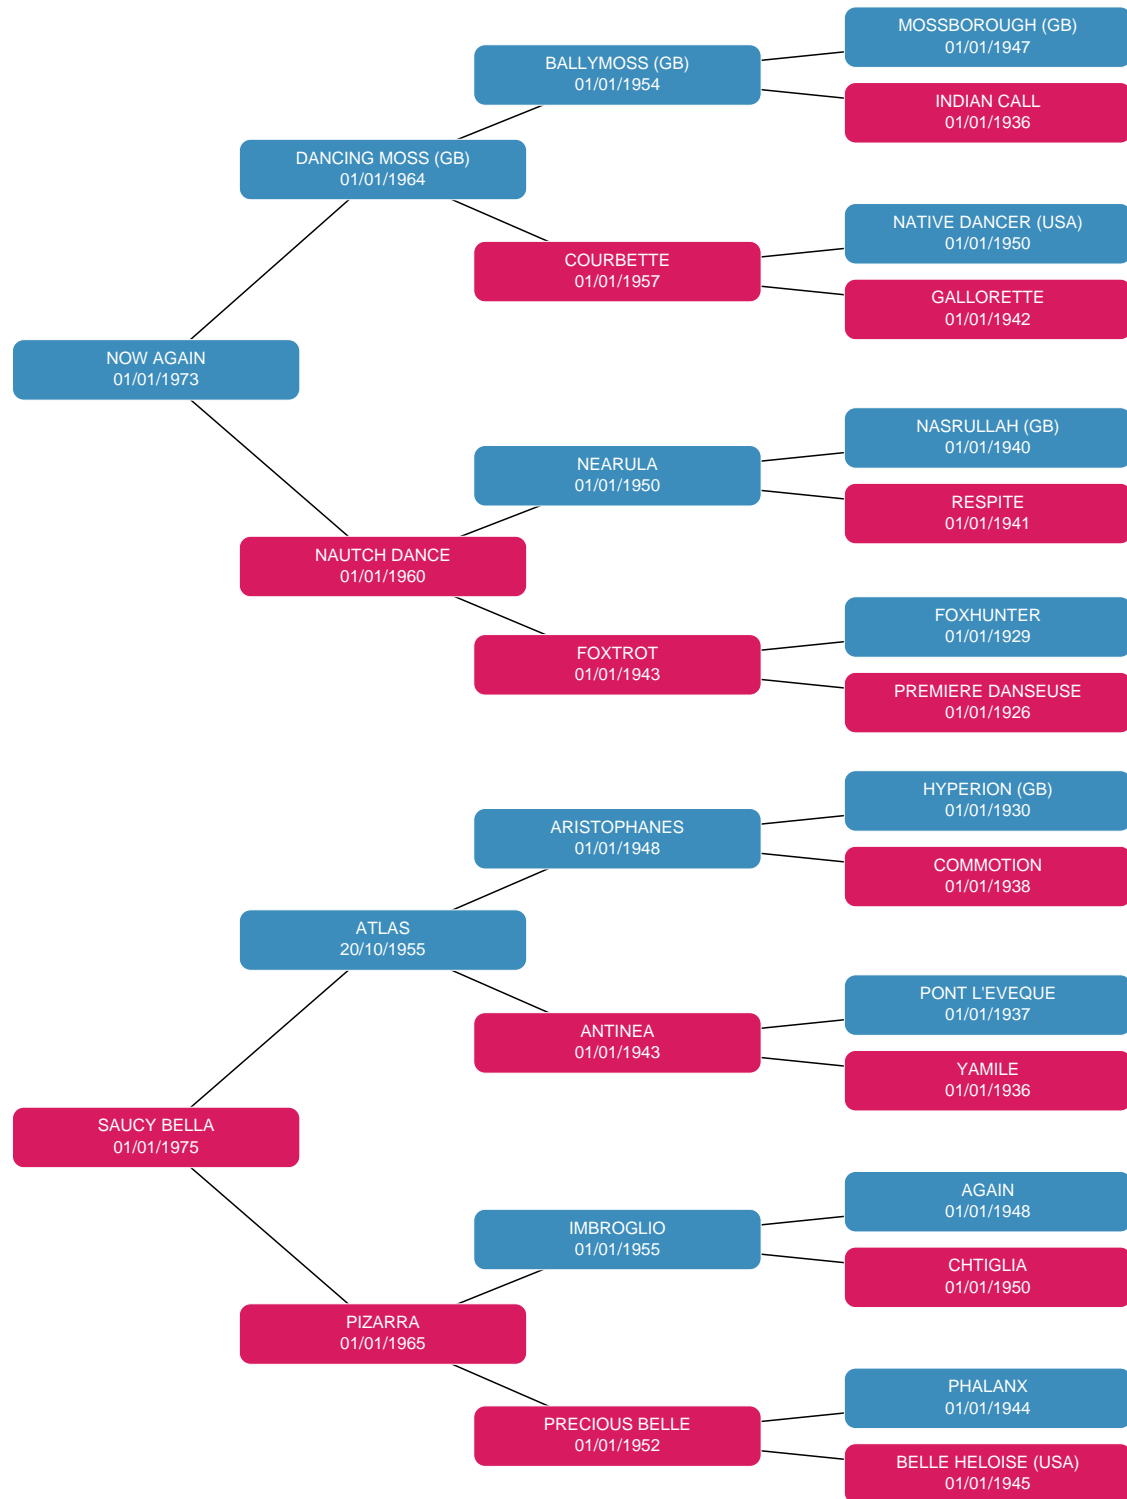 MOSSBOROUGH (GB)
01/01/1947
BALLYMOSS (GB)
01/01/1954
INDIAN CALL
01/01/1936
DANCING MOSS (GB)
01/01/1964
NATIVE DANCER (USA)
01/01/1950
COURBETTE
01/01/1957
GALLORETTE
01/01/1942
NOW AGAIN
01/01/1973
NASRULLAH (GB)
01/01/1940
NEARULA
01/01/1950
RESPITE
01/01/1941
NAUTCH DANCE
01/01/1960
FOXHUNTER
01/01/1929
FOXTROT
01/01/1943
PREMIERE DANSEUSE
01/01/1926
HYPERION (GB)
01/01/1930
ARISTOPHANES
01/01/1948
COMMOTION
01/01/1938
ATLAS
20/10/1955
PONT L'EVEQUE
01/01/1937
ANTINEA
01/01/1943
YAMILE
01/01/1936
SAUCY BELLA
01/01/1975
AGAIN
01/01/1948
IMBROGLIO
01/01/1955
CHTIGLIA
01/01/1950
PIZARRA
01/01/1965
PHALANX
01/01/1944
PRECIOUS BELLE
01/01/1952
BELLE HELOISE (USA)
01/01/1945